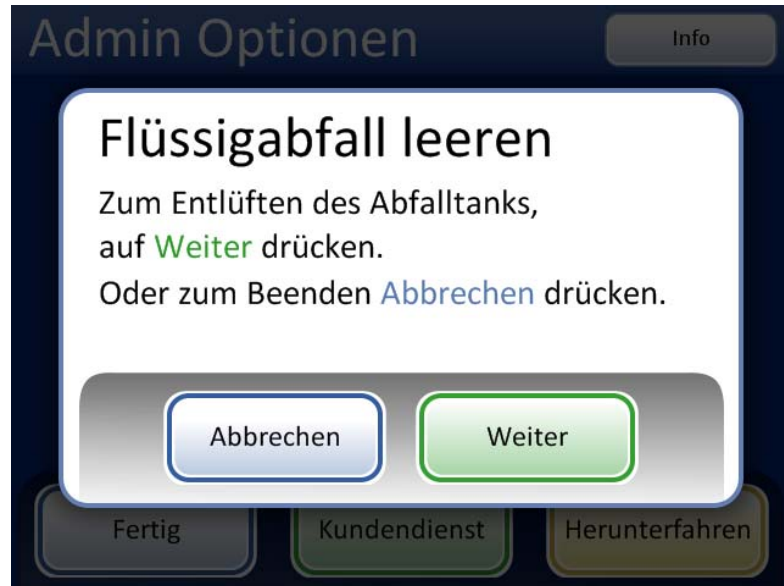 Admin Optionen
Info
Flüssigabfall leeren
Zum Entlüften des Abfalltanks,
auf Weiter drücken.
Oder zum Beenden Abbrechen drücken.
Abbrechen
Weiter
Fertig
Kundendienst
Herunterfahren